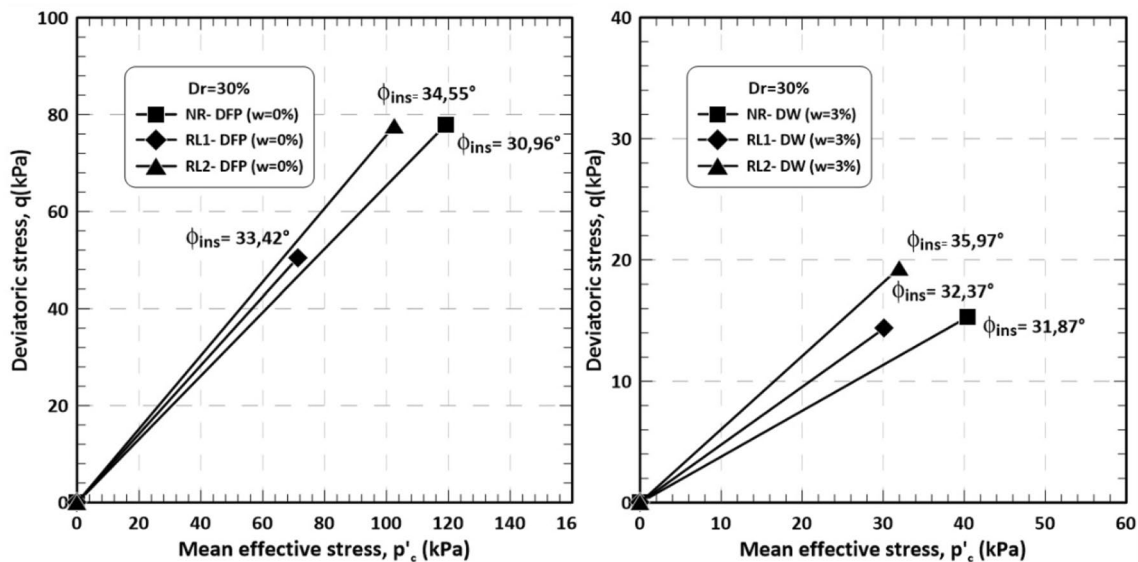 100
80
60
40
20
0
Deviatoric stress, q(kPa)
Dr=30%
NR- DFP (w=0%)
RL1- DFP (w=0%)
RL2- DFP (w=0%)
ϕins= 34,55°
ϕins= 30,96°
ϕins= 33,42°
0 20 40 60 80 100 120 140 16
Mean effective stress, p'c (kPa)
40
30
20
10
0
Deviatoric stress, q(kPa)
Dr=30%
NR- DW (w=3%)
RL1- DW (w=3%)
RL2- DW (w=3%)
ϕins= 35,97°
ϕins= 32,37°
ϕins= 31,87°
0 10 20 30 40 50 60
Mean effective stress, p'c (kPa)